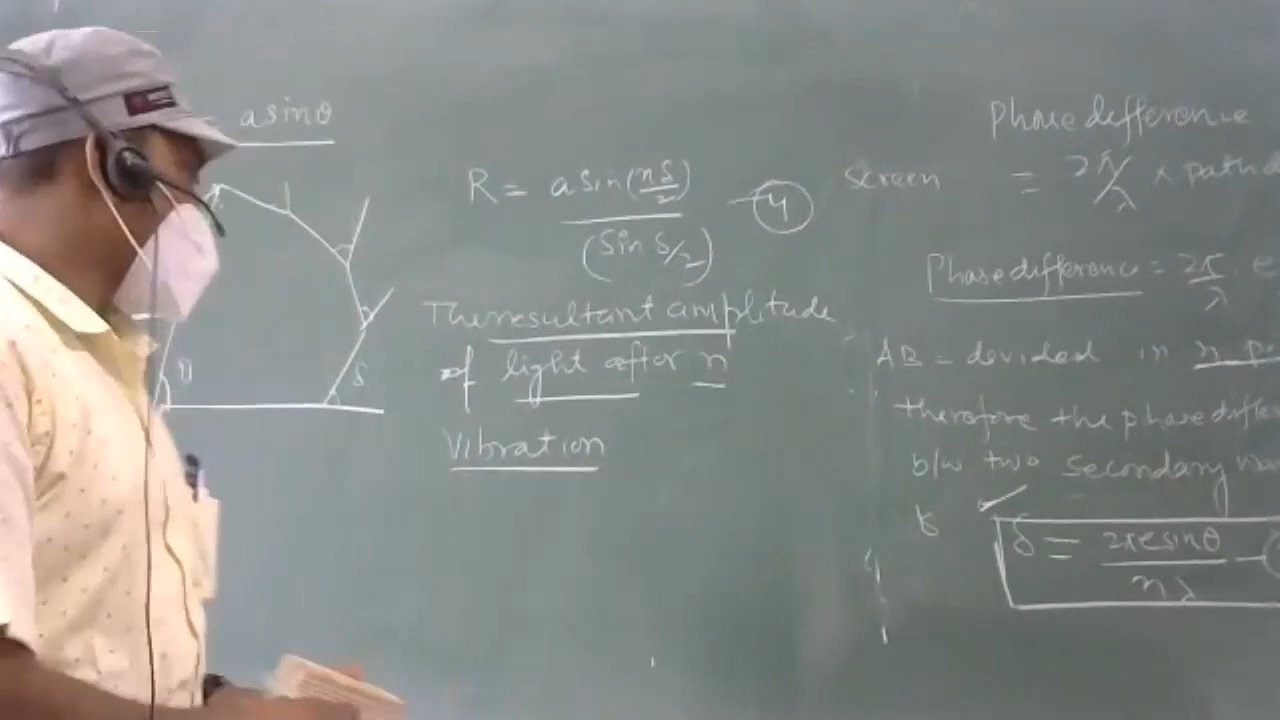 a sinθ
R = a sin(nδ/2) / (sin δ/2) — 4
The resultant amplitude
of light after n
Vibration
δ
Screen
Phase difference
= 2π/λ x path
Phase difference = 2π/λ . e
AB = devided in n
therefore the phase
b/w two secondary
δ = 2πe sinθ / nλ